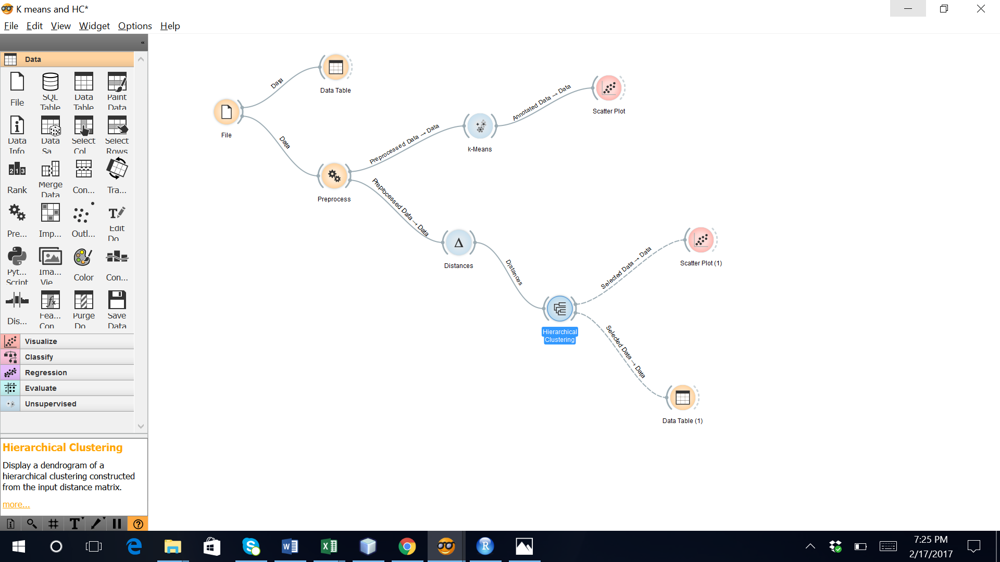 K means and HC*
File Edit View Widget Options Help
«
Data
File
SQL
Table
Data
Table
Paint
Data
Data
Info
Data
Sa...
Select
Col...
Select
Rows
Rank
Merge
Data
Con...
Tra...
Pre...
Imp...
Outl...
Edit
Do...
Pyt...
Script
Ima...
Vie...
Color
Con...
Dis...
Fea...
Con...
Purge
Do...
Save
Data
Visualize
Classify
Regression
Evaluate
Unsupervised
Hierarchical Clustering
Display a dendrogram of a
hierarchical clustering constructed
from the input distance matrix.
more...
Data
Data Table
File
Data
Preprocess
Preprocessed Data → Data
k-Means
Annotated Data → Data
Scatter Plot
Preprocessed Data → Data
Distances
Distances
Hierarchical
Clustering
Selected Data → Data
Scatter Plot (1)
Selected Data → Data
Data Table (1)
7:25 PM
2/17/2017